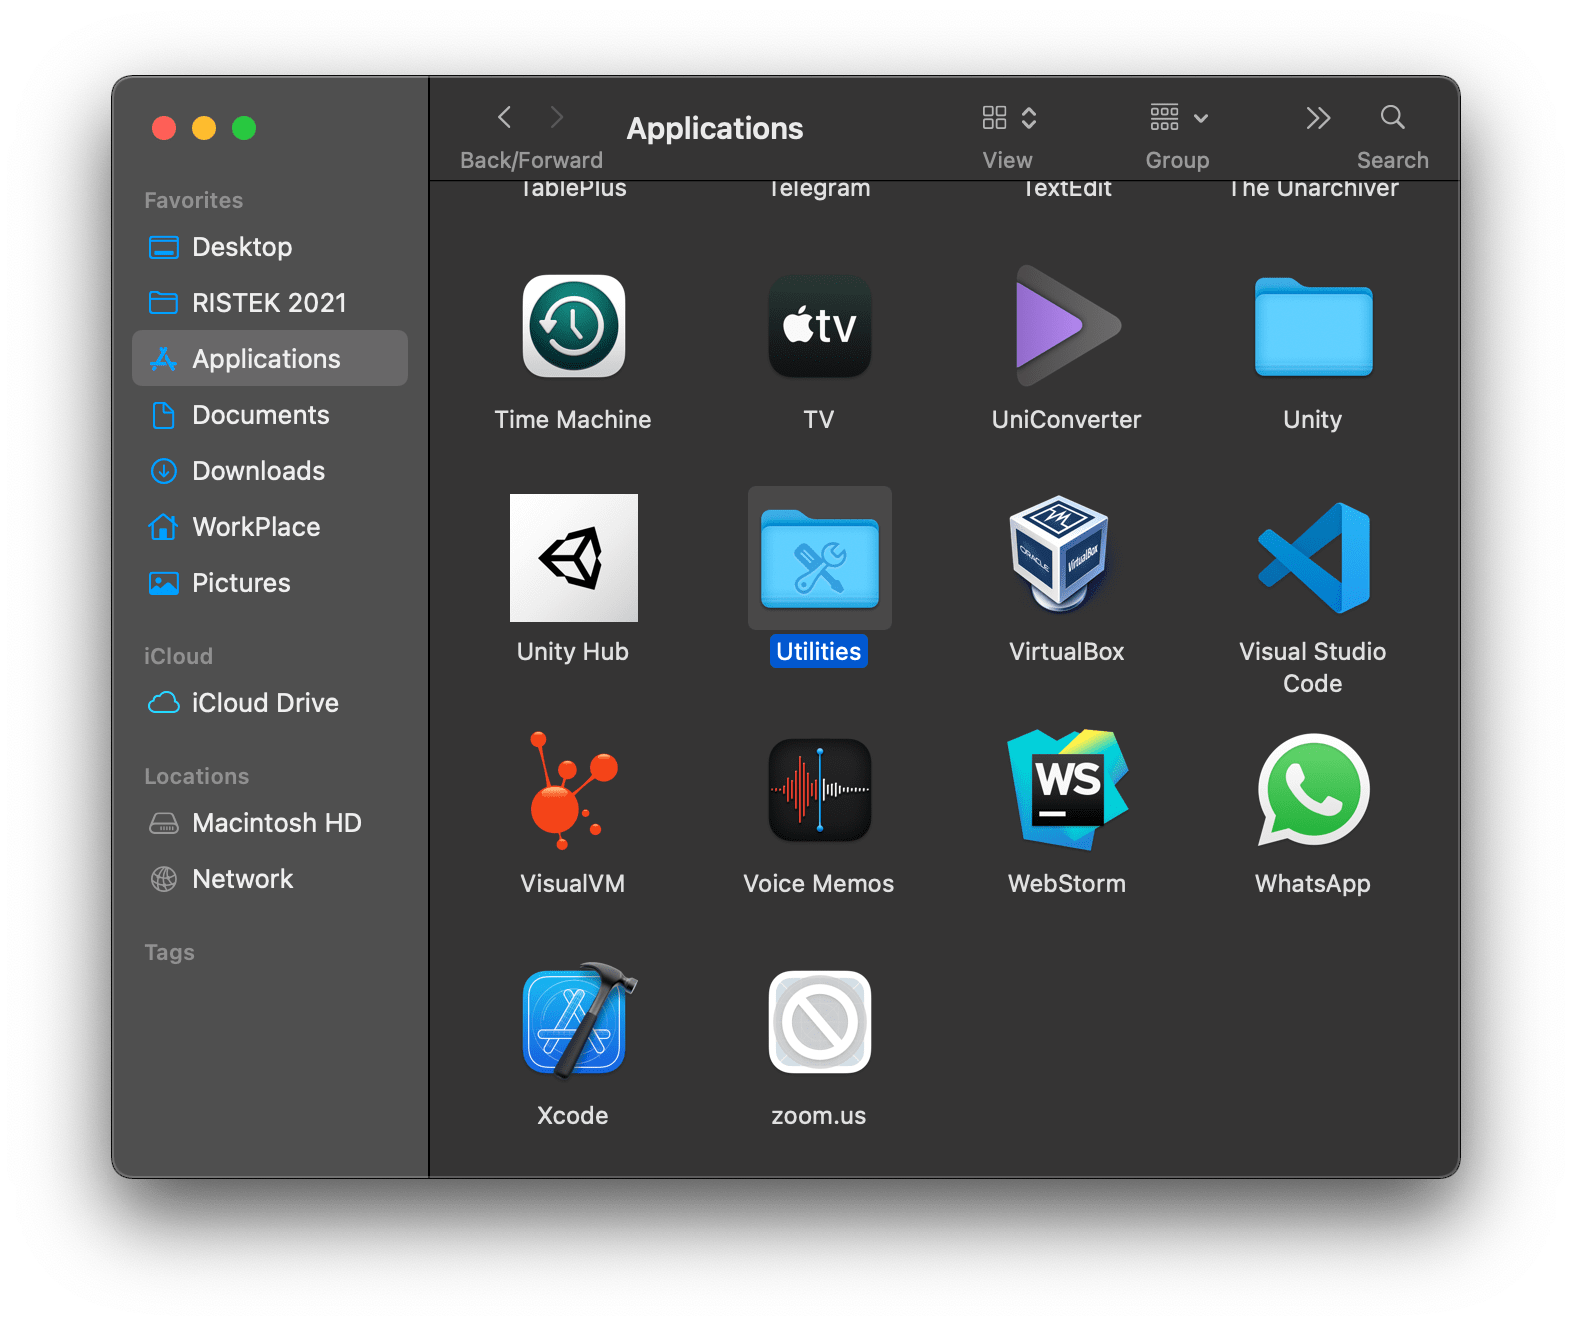 Applications
Back/Forward
View
Group
Search
Favorites
Desktop
RISTEK 2021
Applications
Documents
Downloads
WorkPlace
Pictures
iCloud
iCloud Drive
Locations
Macintosh HD
Network
Tags
TablePlus
Telegram
TextEdit
The Unarchiver
tv
Time Machine
TV
UniConverter
Unity
ORACLE
VirtualBox
Unity Hub
Utilities
VirtualBox
Visual Studio
Code
WS
VisualVM
Voice Memos
WebStorm
WhatsApp
Xcode
zoom.us